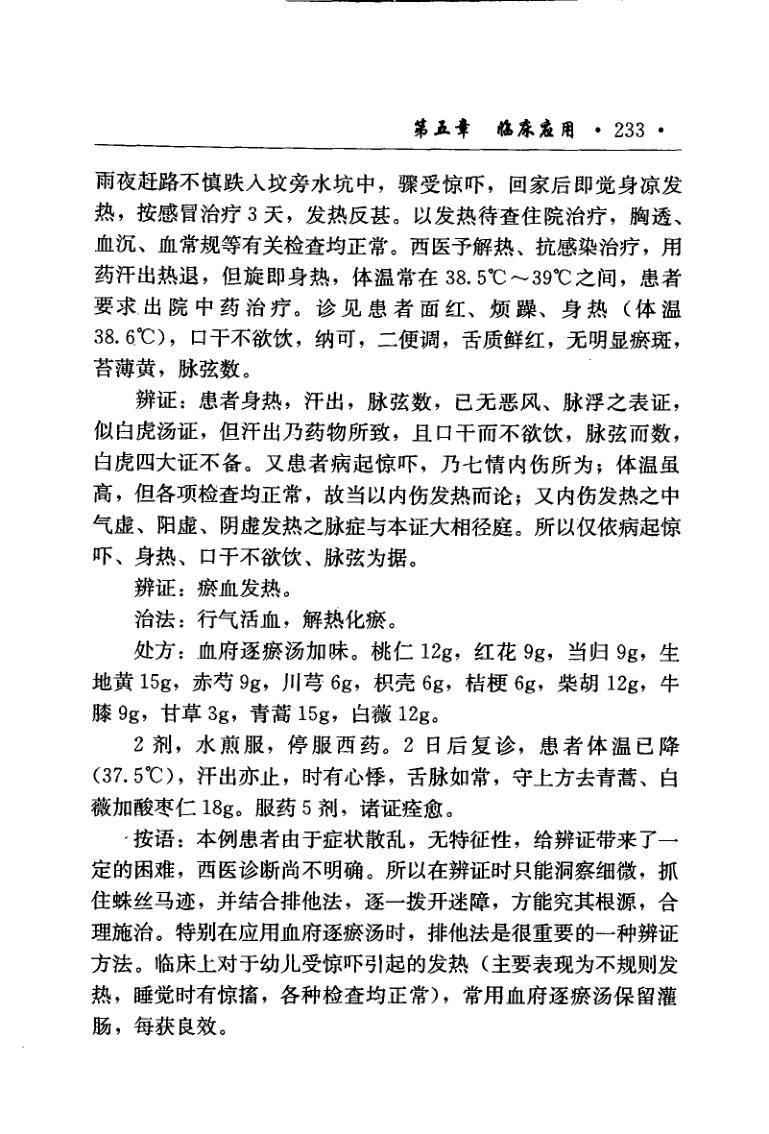 第五章 临床应用 · 233 ·
雨夜赶路不慎跌入坟旁水坑中，骤受惊吓，回家后即觉身凉发
热，按感冒治疗 3 天，发热反甚。以发热待查住院治疗，胸透、
血沉、血常规等有关检查均正常。西医予解热、抗感染治疗，用
药汗出热退，但旋即身热，体温常在 38.5℃～39℃之间，患者
要求出院中药治疗。诊见患者面红、烦躁、身热（体温
38.6℃），口干不欲饮，纳可，二便调，舌质鲜红，无明显瘀斑，
苔薄黄，脉弦数。
辨证：患者身热，汗出，脉弦数，已无恶风、脉浮之表证，
似白虎汤证，但汗出乃药物所致，且口干而不欲饮，脉弦而数，
白虎四大证不备。又患者病起惊吓，乃七情内伤所为；体温虽
高，但各项检查均正常，故当以内伤发热而论；又内伤发热之中
气虚、阳虚、阴虚发热之脉症与本证大相径庭。所以仅依病起惊
吓、身热、口干不欲饮、脉弦为据。
辨证：瘀血发热。
治法：行气活血，解热化瘀。
处方：血府逐瘀汤加味。桃仁 12g，红花 9g，当归 9g，生
地黄 15g，赤芍 9g，川芎 6g，枳壳 6g，桔梗 6g，柴胡 12g，牛
膝 9g，甘草 3g，青蒿 15g，白薇 12g。
2 剂，水煎服，停服西药。2 日后复诊，患者体温已降
（37.5℃），汗出亦止，时有心悸，舌脉如常，守上方去青蒿、白
薇加酸枣仁 18g。服药 5 剂，诸证痊愈。
按语：本例患者由于症状散乱，无特征性，给辨证带来了一
定的困难，西医诊断尚不明确。所以在辨证时只能洞察细微，抓
住蛛丝马迹，并结合排他法，逐一拨开迷障，方能究其根源，合
理施治。特别在应用血府逐瘀汤时，排他法是很重要的一种辨证
方法。临床上对于幼儿受惊吓引起的发热（主要表现为不规则发
热，睡觉时有惊搐，各种检查均正常），常用血府逐瘀汤保留灌
肠，每获良效。